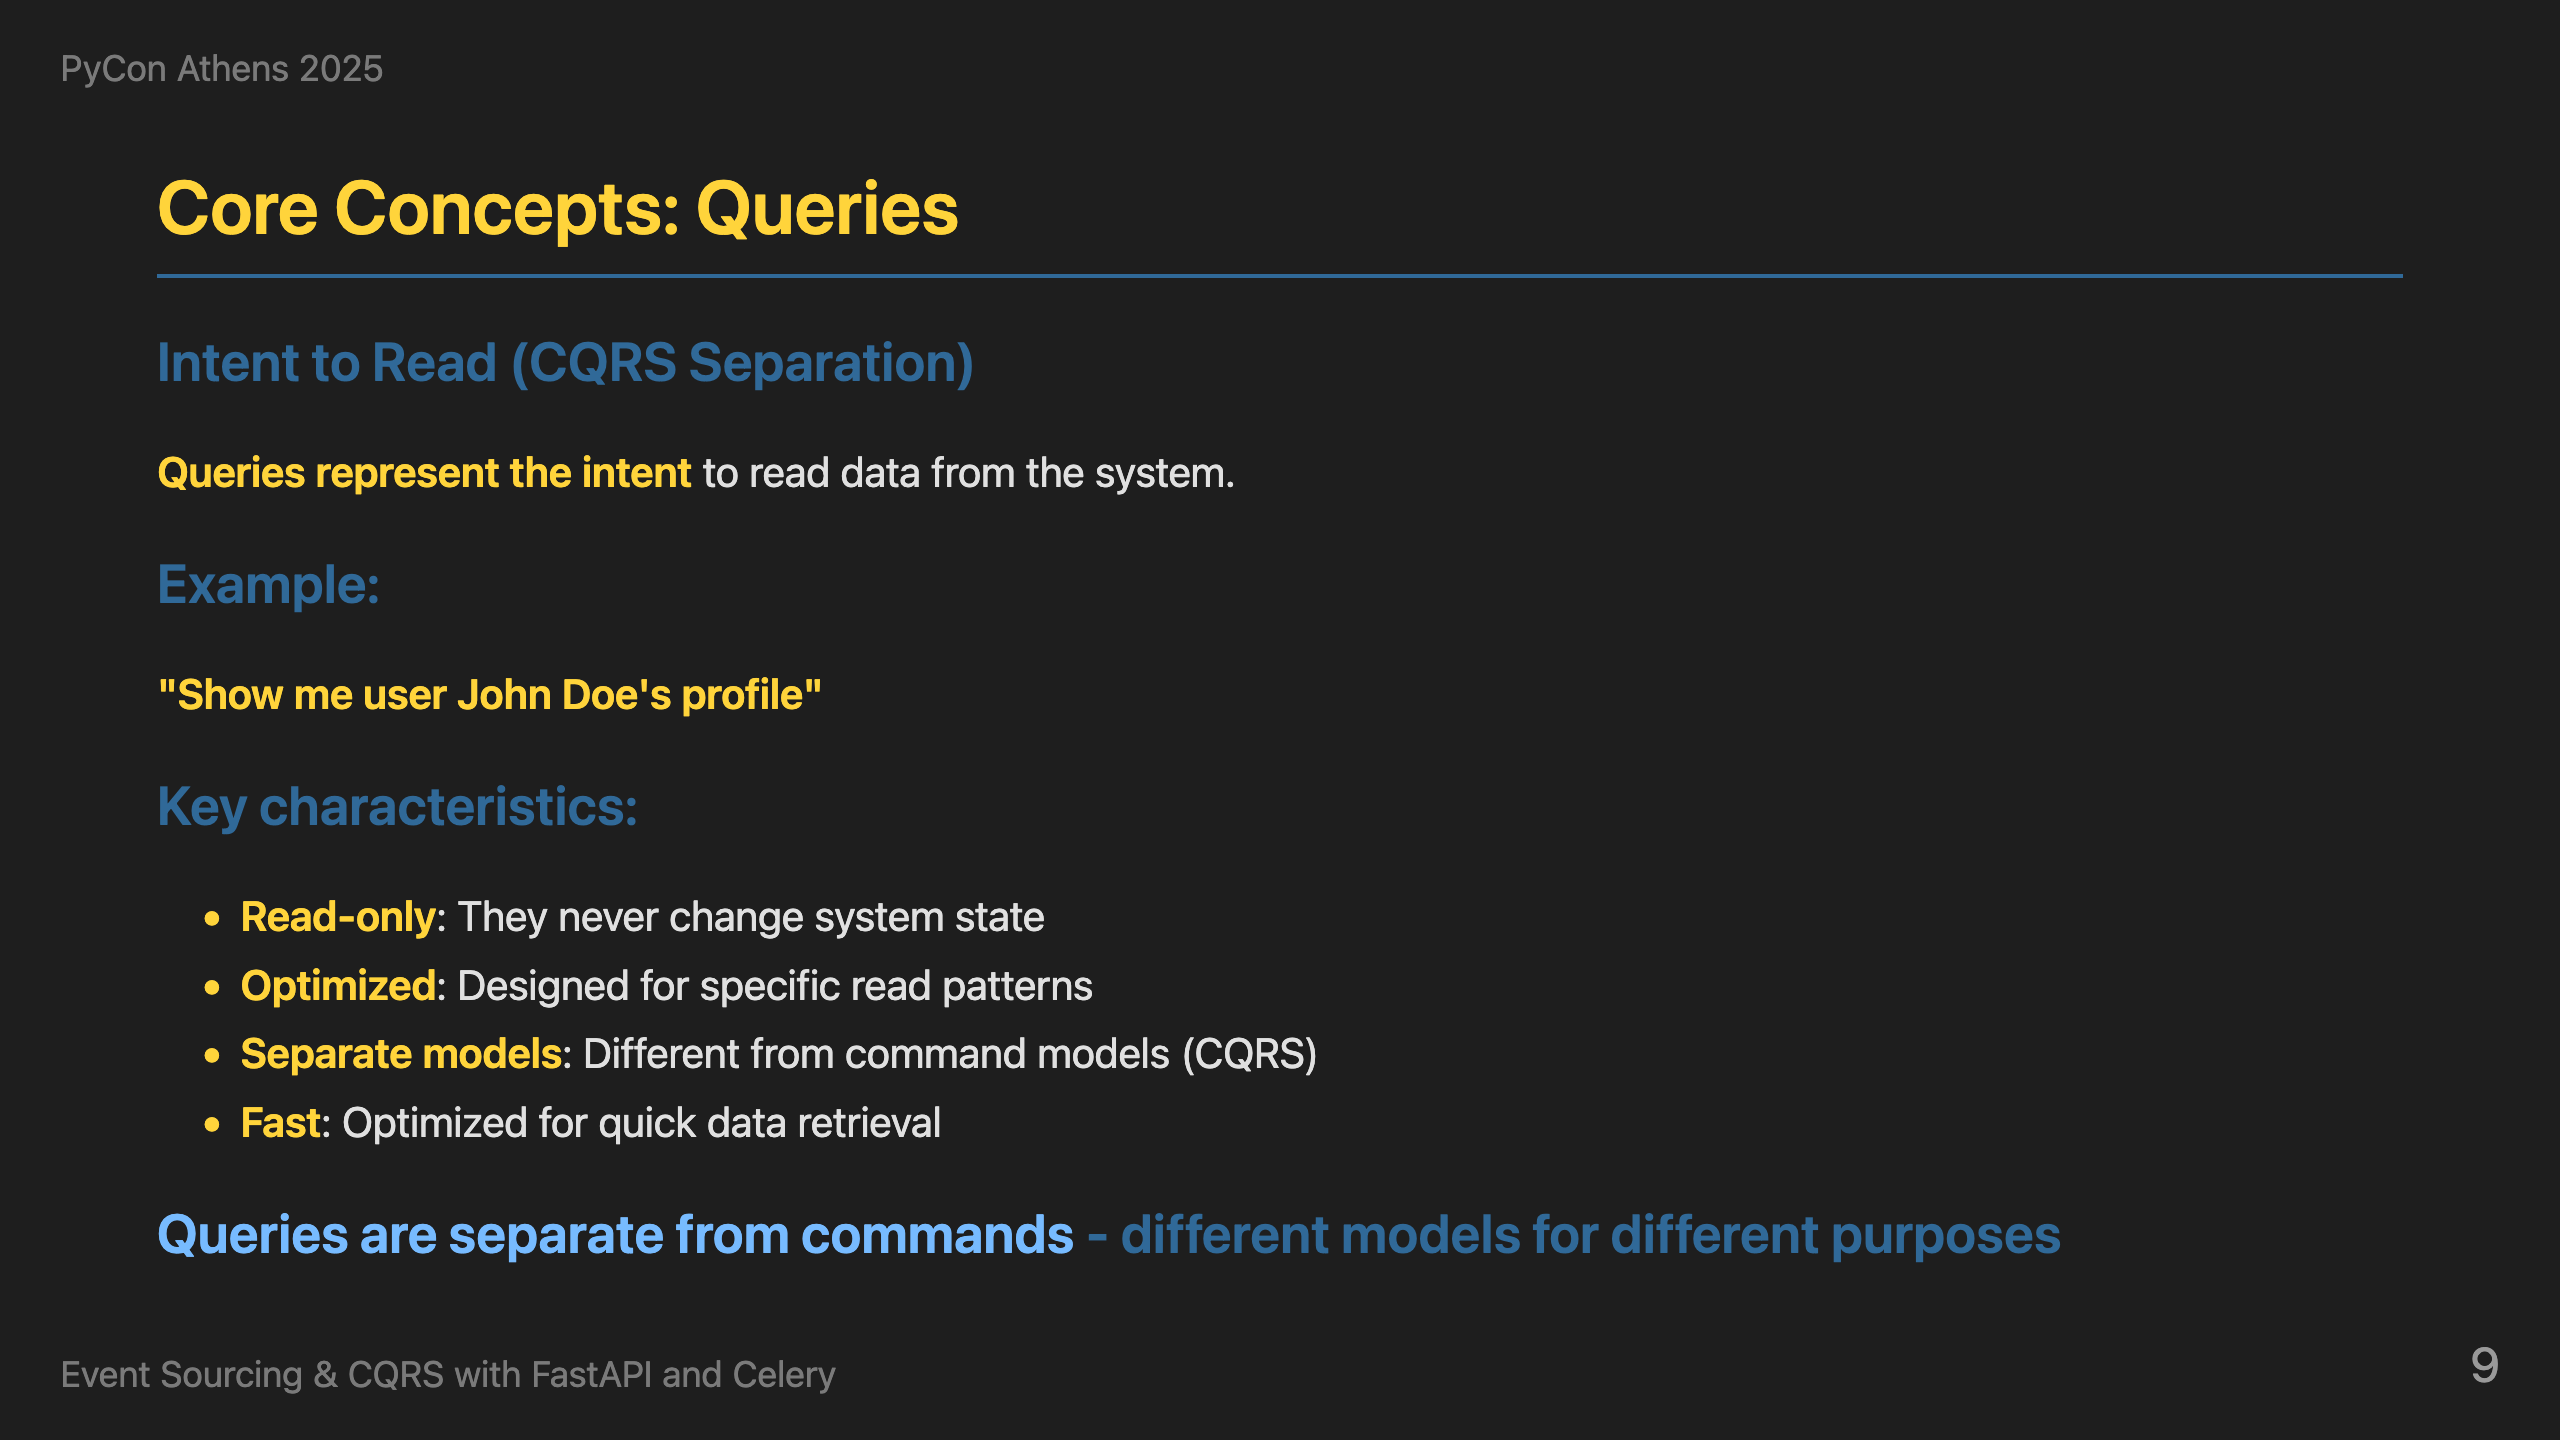 PyCon Athens 2025
Core Concepts: Queries
Intent to Read (CQRS Separation)
Queries represent the intent to read data from the system.
Example:
"Show me user John Doe's profile"
Key characteristics:
• Read-only: They never change system state
• Optimized: Designed for specific read patterns
• Separate models: Different from command models (CQRS)
• Fast: Optimized for quick data retrieval
Queries are separate from commands - different models for different purposes
Event Sourcing & CQRS with FastAPI and Celery
9